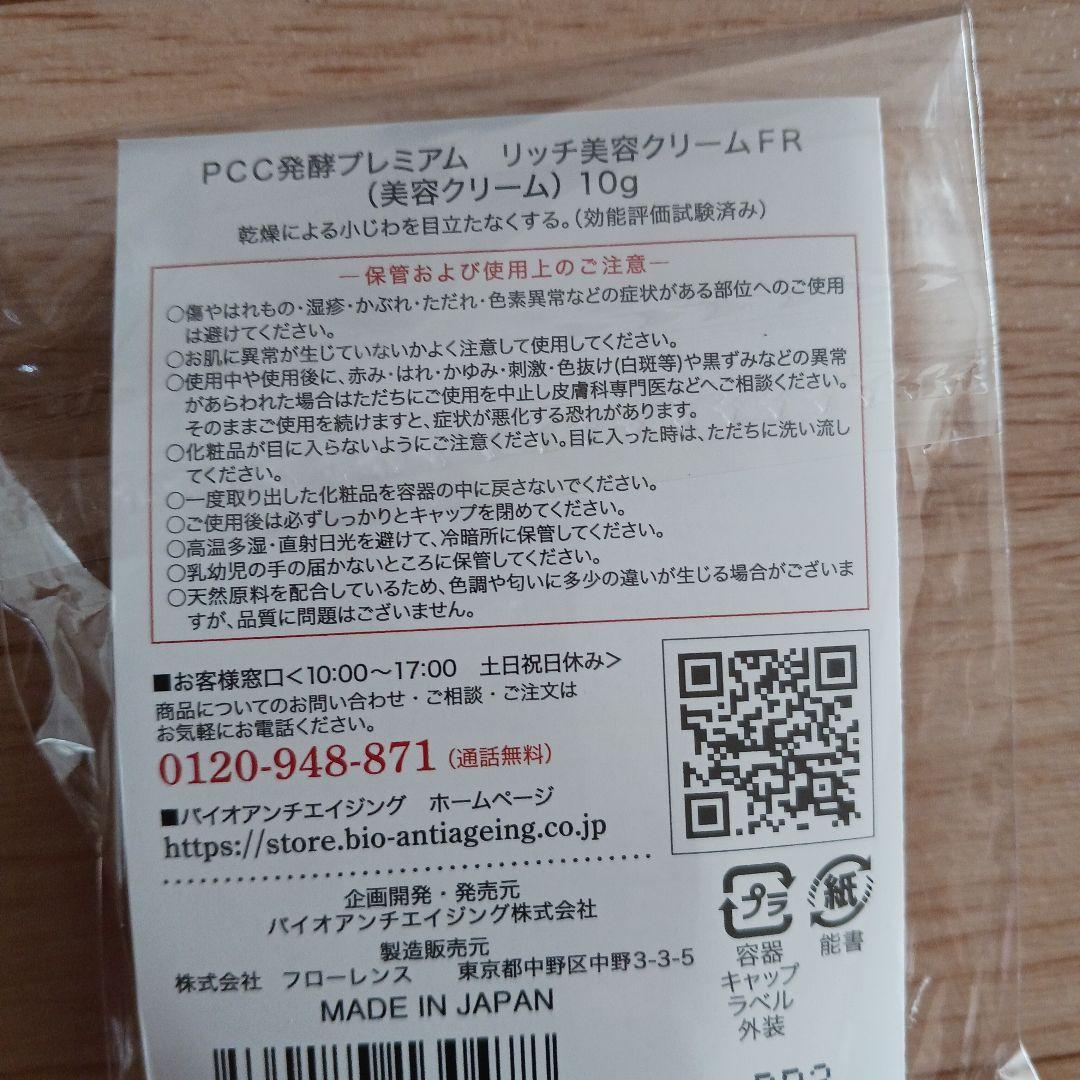 PCC発酵プレミアム　リッチ美容クリームFR
(美容クリーム) 10g
乾燥による小じわを目立たなくする。(効能評価試験済み)
―保管および使用上のご注意―
○傷やはれもの・湿疹・かぶれ・ただれ・色素異常などの症状がある部位へのご使用
は避けてください。
○お肌に異常が生じていないかよく注意して使用してください。
○使用中や使用後に、赤み・はれ・かゆみ・刺激・色抜け(白斑等)や黒ずみなどの異常
があらわれた場合はただちにご使用を中止し皮膚科専門医などへご相談ください。
そのままご使用を続けますと、症状が悪化する恐れがあります。
○化粧品が目に入らないようにご注意ください。目に入った時は、ただちに洗い流し
てください。
○一度取り出した化粧品を容器の中に戻さないでください。
○ご使用後は必ずしっかりとキャップを閉めてください。
○高温多湿・直射日光を避けて、冷暗所に保管してください。
○乳幼児の手の届かないところに保管してください。
○天然原料を配合しているため、色調や匂いに多少の違いが生じる場合がございま
すが、品質に問題はございません。
■お客様窓口<10:00～17:00　土日祝日休み>
商品についてのお問い合わせ・ご相談・ご注文は
お気軽にお電話ください。
0120-948-871 (通話無料)
■バイオアンチエイジング　ホームページ
https://store.bio-antiageing.co.jp
企画開発・発売元
バイオアンチエイジング株式会社
製造販売元
株式会社　フローレンス　東京都中野区中野3-3-5
MADE IN JAPAN
プラ
容器
キャップ
ラベル
外装
紙
能書